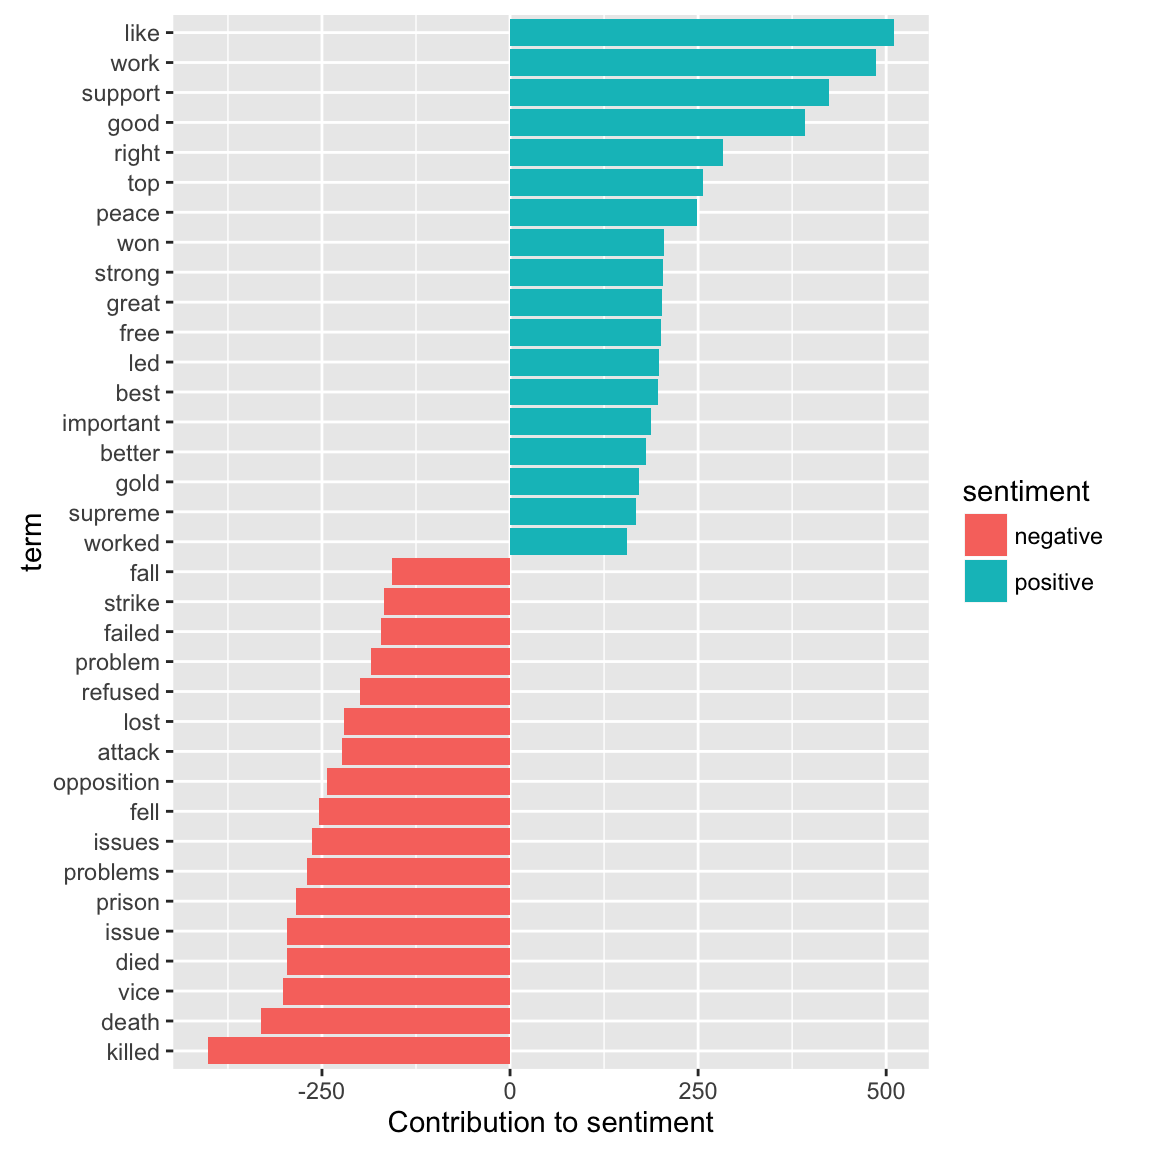 like
work
support
good
right
top
peace
won
strong
great
free
led
best
important
better
gold
supreme
worked
fall
strike
failed
problem
refused
lost
attack
opposition
fell
issues
problems
prison
issue
died
vice
death
killed
term
-250 0 250 500
Contribution to sentiment
sentiment
negative
positive